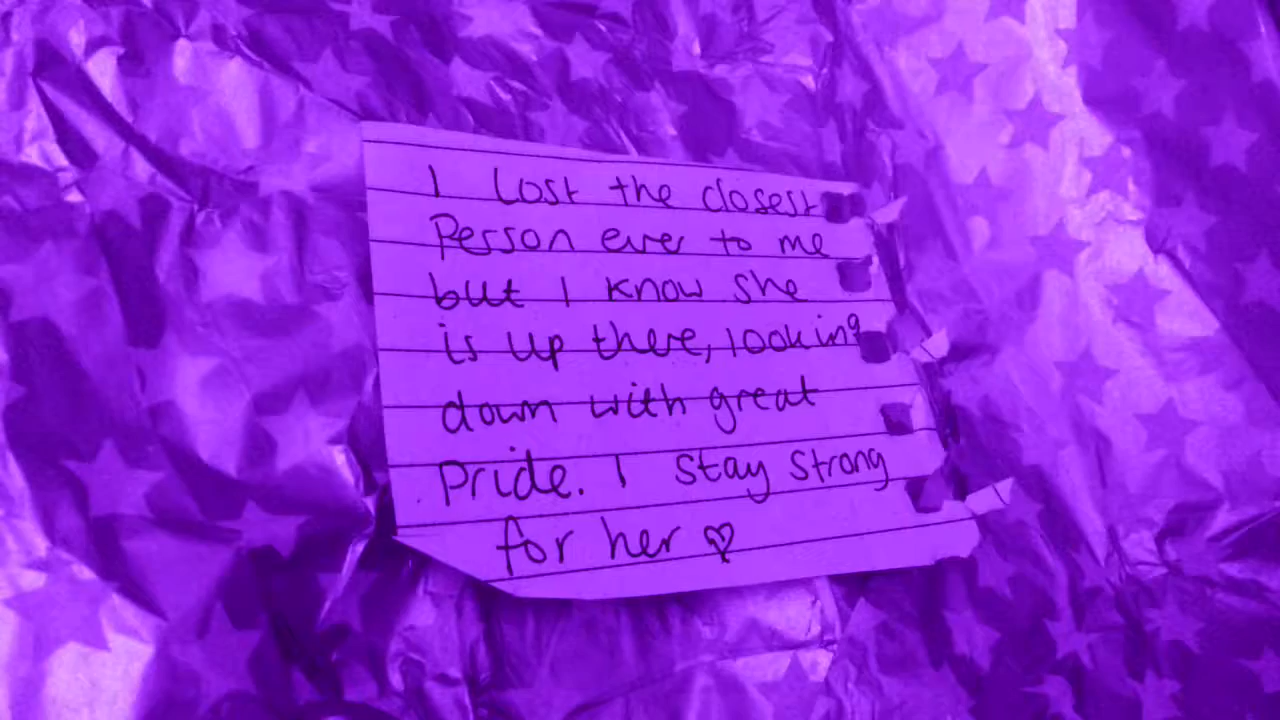 I Lost the closest
Person ever to me
but I know she
is up there, looking
down with great
Pride. I stay strong
for her ♡